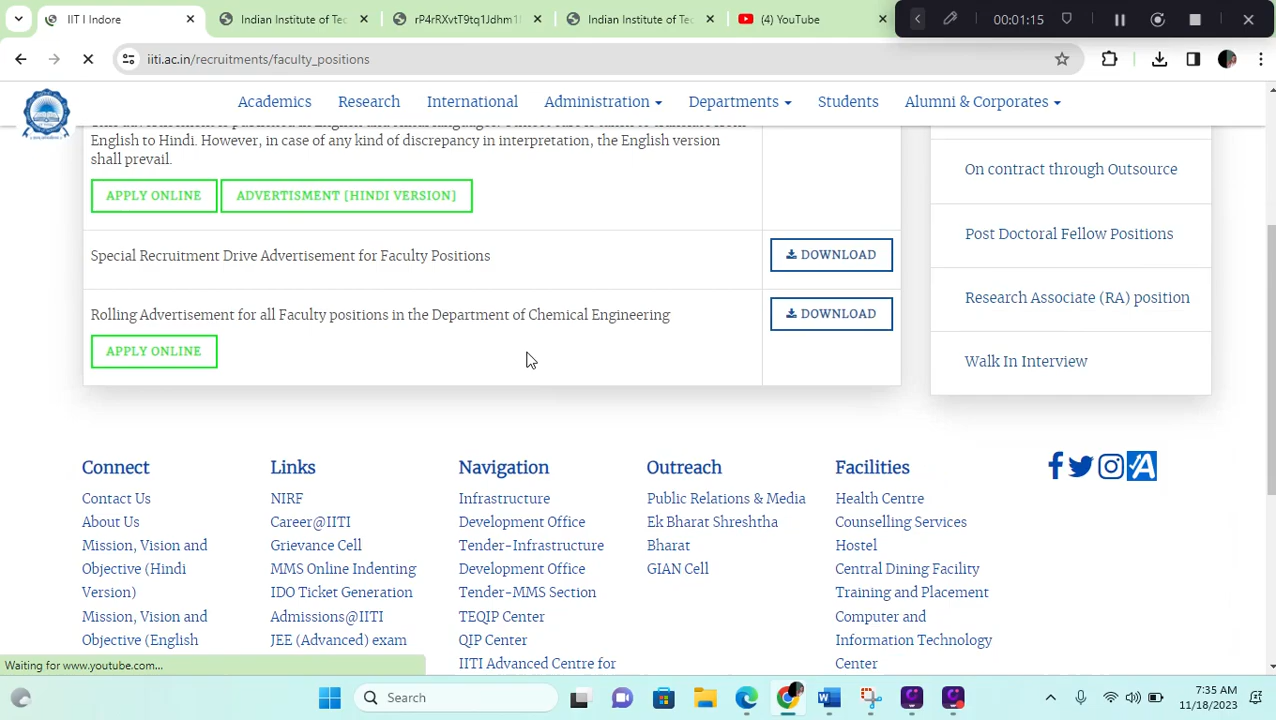 IIT I Indore
Indian Institute of Tec
rP4rRXvtT9tq1Jdhm1
Indian Institute of Tec
(4) YouTube
00:01:15
iiti.ac.in/recruitments/faculty_positions
Academics Research International Administration Departments Students Alumni & Corporates
English to Hindi. However, in case of any kind of discrepancy in interpretation, the English version
shall prevail.
APPLY ONLINE ADVERTISMENT (HINDI VERSION)
Special Recruitment Drive Advertisement for Faculty Positions
DOWNLOAD
Rolling Advertisement for all Faculty positions in the Department of Chemical Engineering
DOWNLOAD
APPLY ONLINE
On contract through Outsource
Post Doctoral Fellow Positions
Research Associate (RA) position
Walk In Interview
Connect
Contact Us
About Us
Mission, Vision and
Objective (Hindi
Version)
Mission, Vision and
Objective (English
Links
NIRF
Career@IITI
Grievance Cell
MMS Online Indenting
IDO Ticket Generation
Admissions@IITI
JEE (Advanced) exam
Navigation
Infrastructure
Development Office
Tender-Infrastructure
Development Office
Tender-MMS Section
TEQIP Center
QIP Center
IITI Advanced Centre for
Outreach
Public Relations & Media
Ek Bharat Shreshtha
Bharat
GIAN Cell
Facilities
Health Centre
Counselling Services
Hostel
Central Dining Facility
Training and Placement
Computer and
Information Technology
Center
Waiting for www.youtube.com...
Search
7:35 AM
11/18/2023